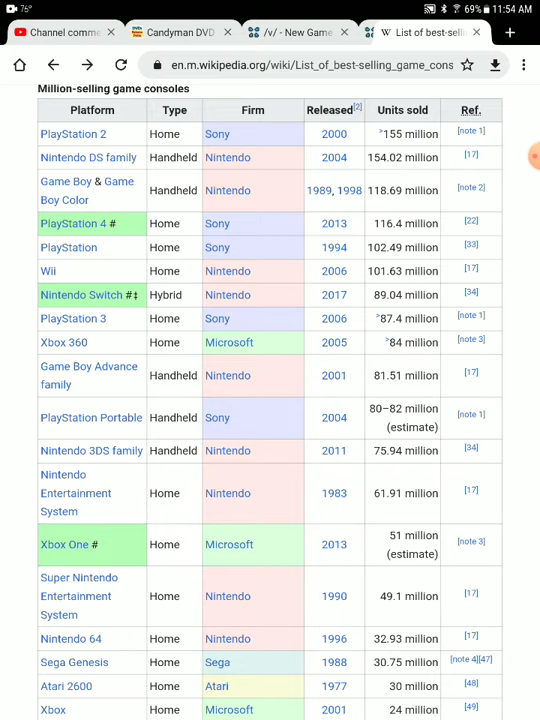 76°
69% 11:54 AM
Channel comme
Candyman DVD
/v/ - New Game
W List of best-sell
en.m.wikipedia.org/wiki/List_of_best-selling_game_cons
Million-selling game consoles
Platform Type Firm Released[2] Units sold Ref.
PlayStation 2 Home Sony 2000 >155 million [note 1]
Nintendo DS family Handheld Nintendo 2004 154.02 million [17]
Game Boy & Game
Boy Color Handheld Nintendo 1989, 1998 118.69 million [note 2]
PlayStation 4 # Home Sony 2013 116.4 million [22]
PlayStation Home Sony 1994 102.49 million [33]
Wii Home Nintendo 2006 101.63 million [17]
Nintendo Switch #‡ Hybrid Nintendo 2017 89.04 million [34]
PlayStation 3 Home Sony 2006 >87.4 million [note 1]
Xbox 360 Home Microsoft 2005 >84 million [note 3]
Game Boy Advance
family Handheld Nintendo 2001 81.51 million [17]
PlayStation Portable Handheld Sony 2004 80–82 million
(estimate) [note 1]
Nintendo 3DS family Handheld Nintendo 2011 75.94 million [34]
Nintendo
Entertainment
System Home Nintendo 1983 61.91 million [17]
Xbox One # Home Microsoft 2013 51 million
(estimate) [note 3]
Super Nintendo
Entertainment
System Home Nintendo 1990 49.1 million [17]
Nintendo 64 Home Nintendo 1996 32.93 million [17]
Sega Genesis Home Sega 1988 30.75 million [note 4][47]
Atari 2600 Home Atari 1977 30 million [48]
Xbox Home Microsoft 2001 24 million [49]